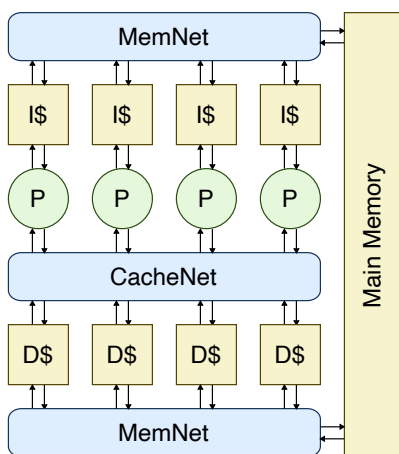 MemNet
I$ I$ I$ I$
P P P P
CacheNet
D$ D$ D$ D$
MemNet
Main Memory